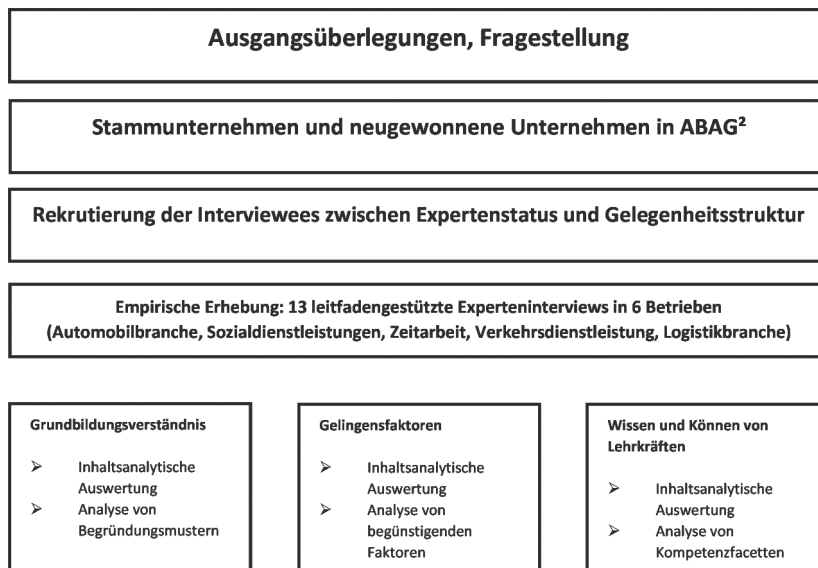 Ausgangsüberlegungen, Fragestellung
Stammunternehmen und neugewonnene Unternehmen in ABAG²
Rekrutierung der Interviewees zwischen Expertenstatus und Gelegenheitsstruktur
Empirische Erhebung: 13 leitfadengestützte Experteninterviews in 6 Betrieben
(Automobilbranche, Sozialdienstleistungen, Zeitarbeit, Verkehrsdienstleistung, Logistikbranche)
Grundbildungsverständnis
➢ Inhaltsanalytische
Auswertung
➢ Analyse von
Begründungsmustern
Gelingensfaktoren
➢ Inhaltsanalytische
Auswertung
➢ Analyse von
begünstigenden
Faktoren
Wissen und Können von
Lehrkräften
➢ Inhaltsanalytische
Auswertung
➢ Analyse von
Kompetenzfacetten